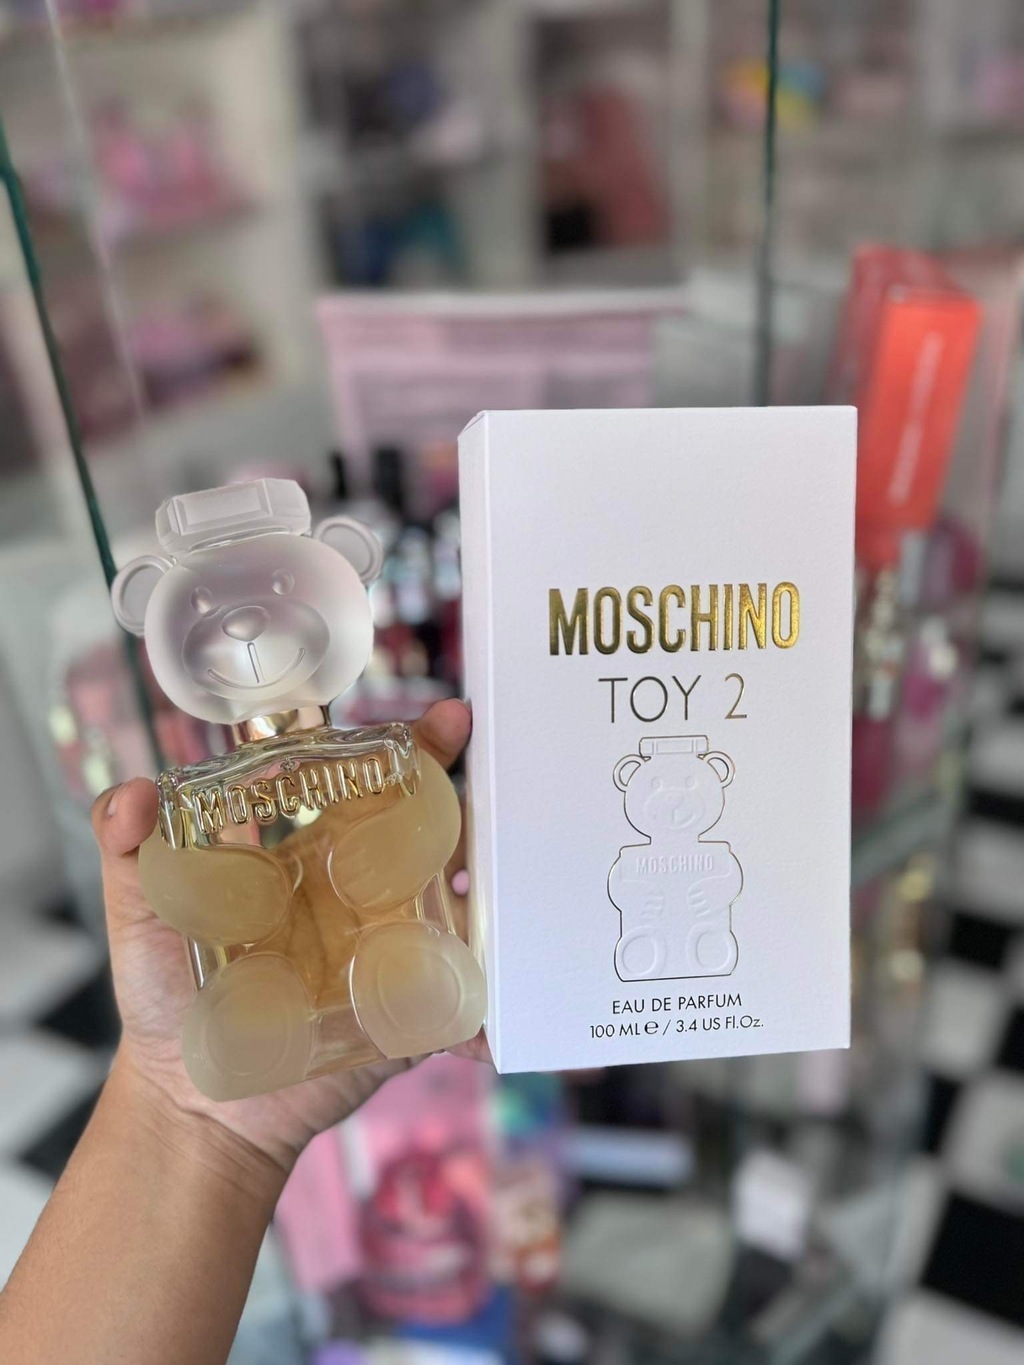 MOSCHINO
MOSCHINO
TOY 2
MOSCHINO
EAU DE PARFUM
100 ML ℮ / 3.4 US Fl.Oz.